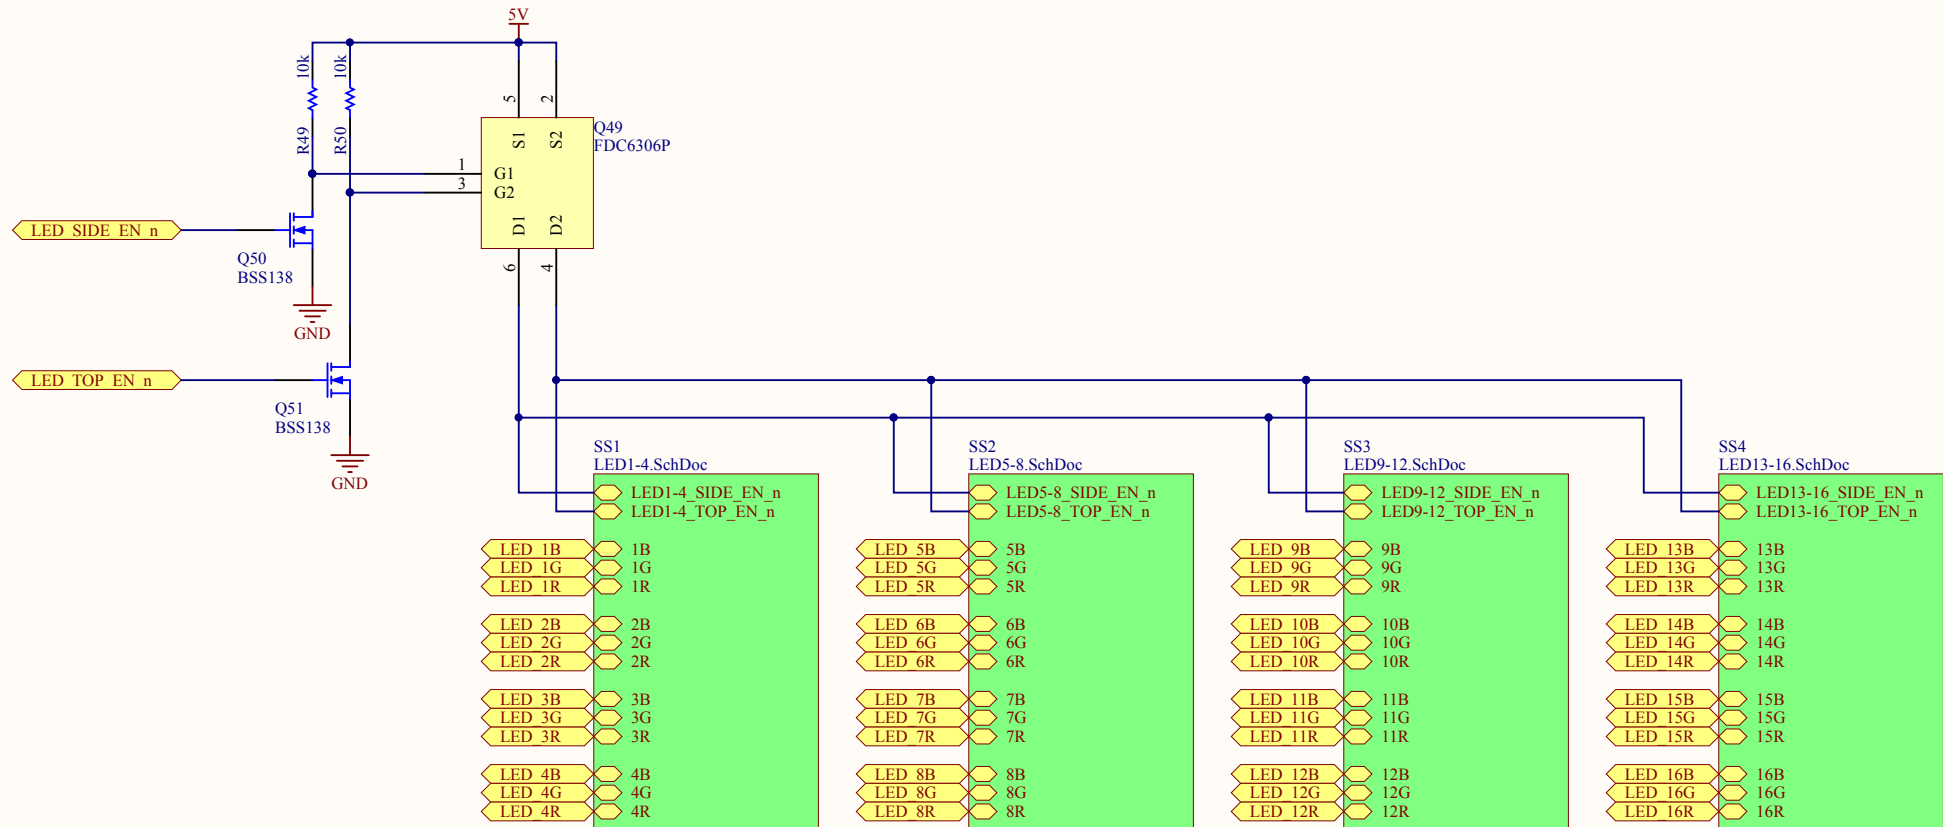 5V
10k
10k
R49
R50
5
2
S1
S2
Q49
FDC6306P
1
G1
3
G2
D1
D2
6
4
LED_SIDE_EN_n
Q50
BSS138
GND
LED_TOP_EN_n
Q51
BSS138
GND
SS1
LED1-4.SchDoc
LED1-4_SIDE_EN_n
LED1-4_TOP_EN_n
LED_1B 1B
LED_1G 1G
LED_1R 1R
LED_2B 2B
LED_2G 2G
LED_2R 2R
LED_3B 3B
LED_3G 3G
LED_3R 3R
LED_4B 4B
LED_4G 4G
LED_4R 4R
SS2
LED5-8.SchDoc
LED5-8_SIDE_EN_n
LED5-8_TOP_EN_n
LED_5B 5B
LED_5G 5G
LED_5R 5R
LED_6B 6B
LED_6G 6G
LED_6R 6R
LED_7B 7B
LED_7G 7G
LED_7R 7R
LED_8B 8B
LED_8G 8G
LED_8R 8R
SS3
LED9-12.SchDoc
LED9-12_SIDE_EN_n
LED9-12_TOP_EN_n
LED_9B 9B
LED_9G 9G
LED_9R 9R
LED_10B 10B
LED_10G 10G
LED_10R 10R
LED_11B 11B
LED_11G 11G
LED_11R 11R
LED_12B 12B
LED_12G 12G
LED_12R 12R
SS4
LED13-16.SchDoc
LED13-16_SIDE_EN_n
LED13-16_TOP_EN_n
LED_13B 13B
LED_13G 13G
LED_13R 13R
LED_14B 14B
LED_14G 14G
LED_14R 14R
LED_15B 15B
LED_15G 15G
LED_15R 15R
LED_16B 16B
LED_16G 16G
LED_16R 16R